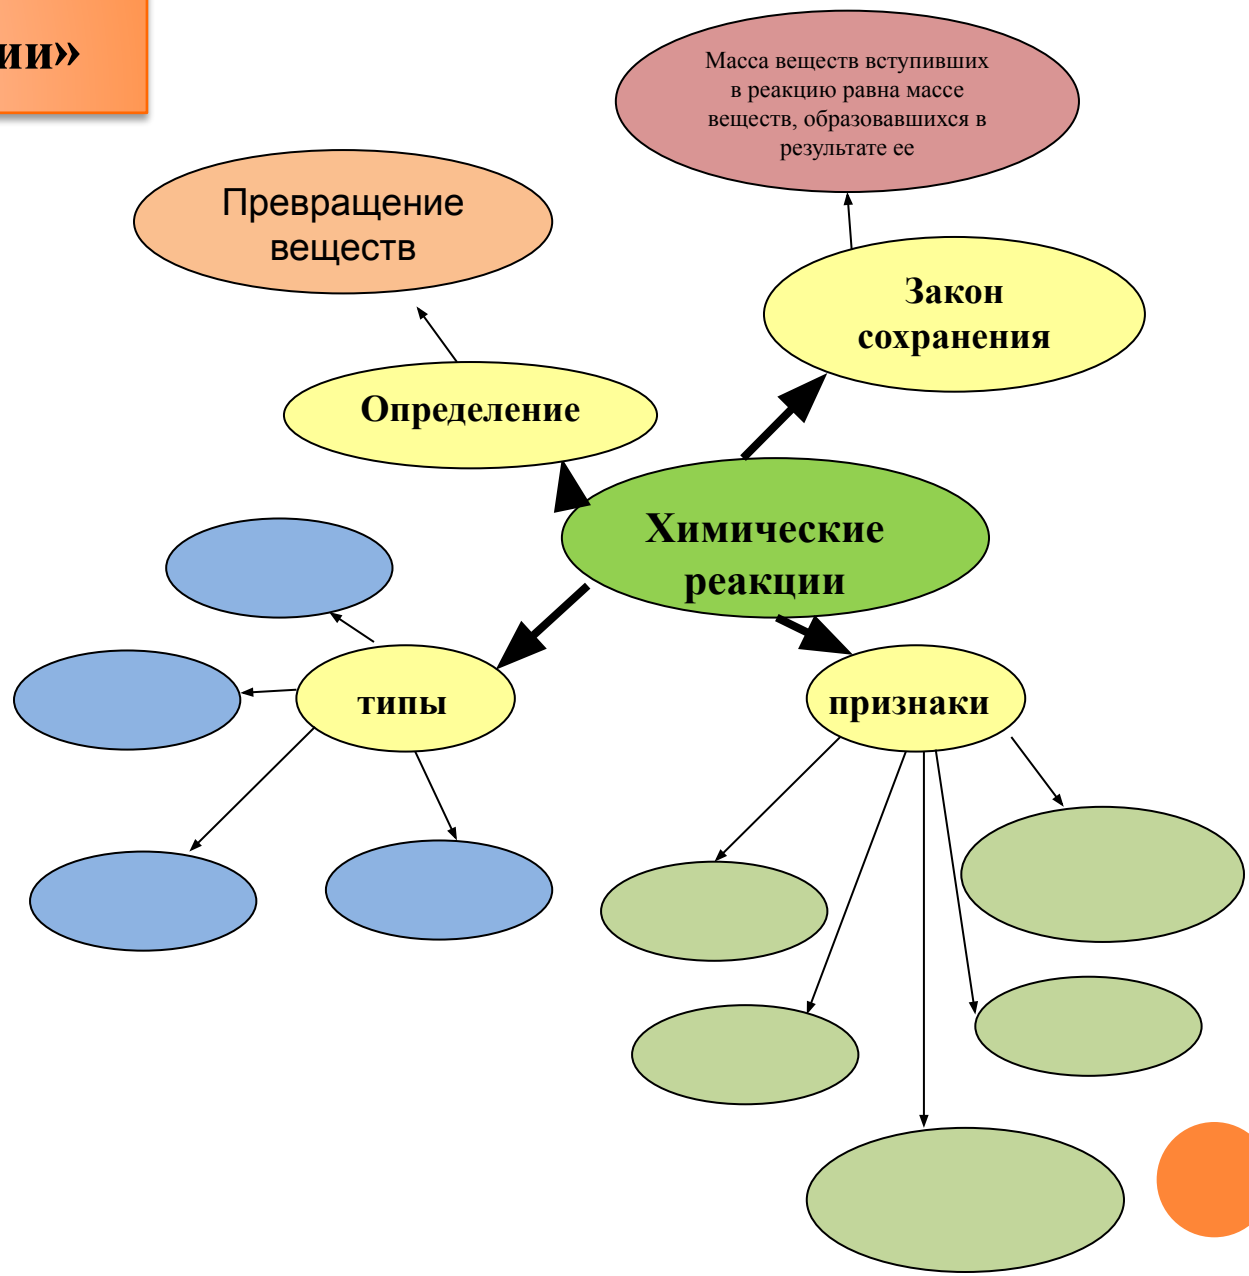 ии»
Масса веществ вступивших
в реакцию равна массе
веществ, образовавшихся в
результате ее
Превращение
веществ
Закон
сохранения
Определение
Химические
реакции
типы
признаки